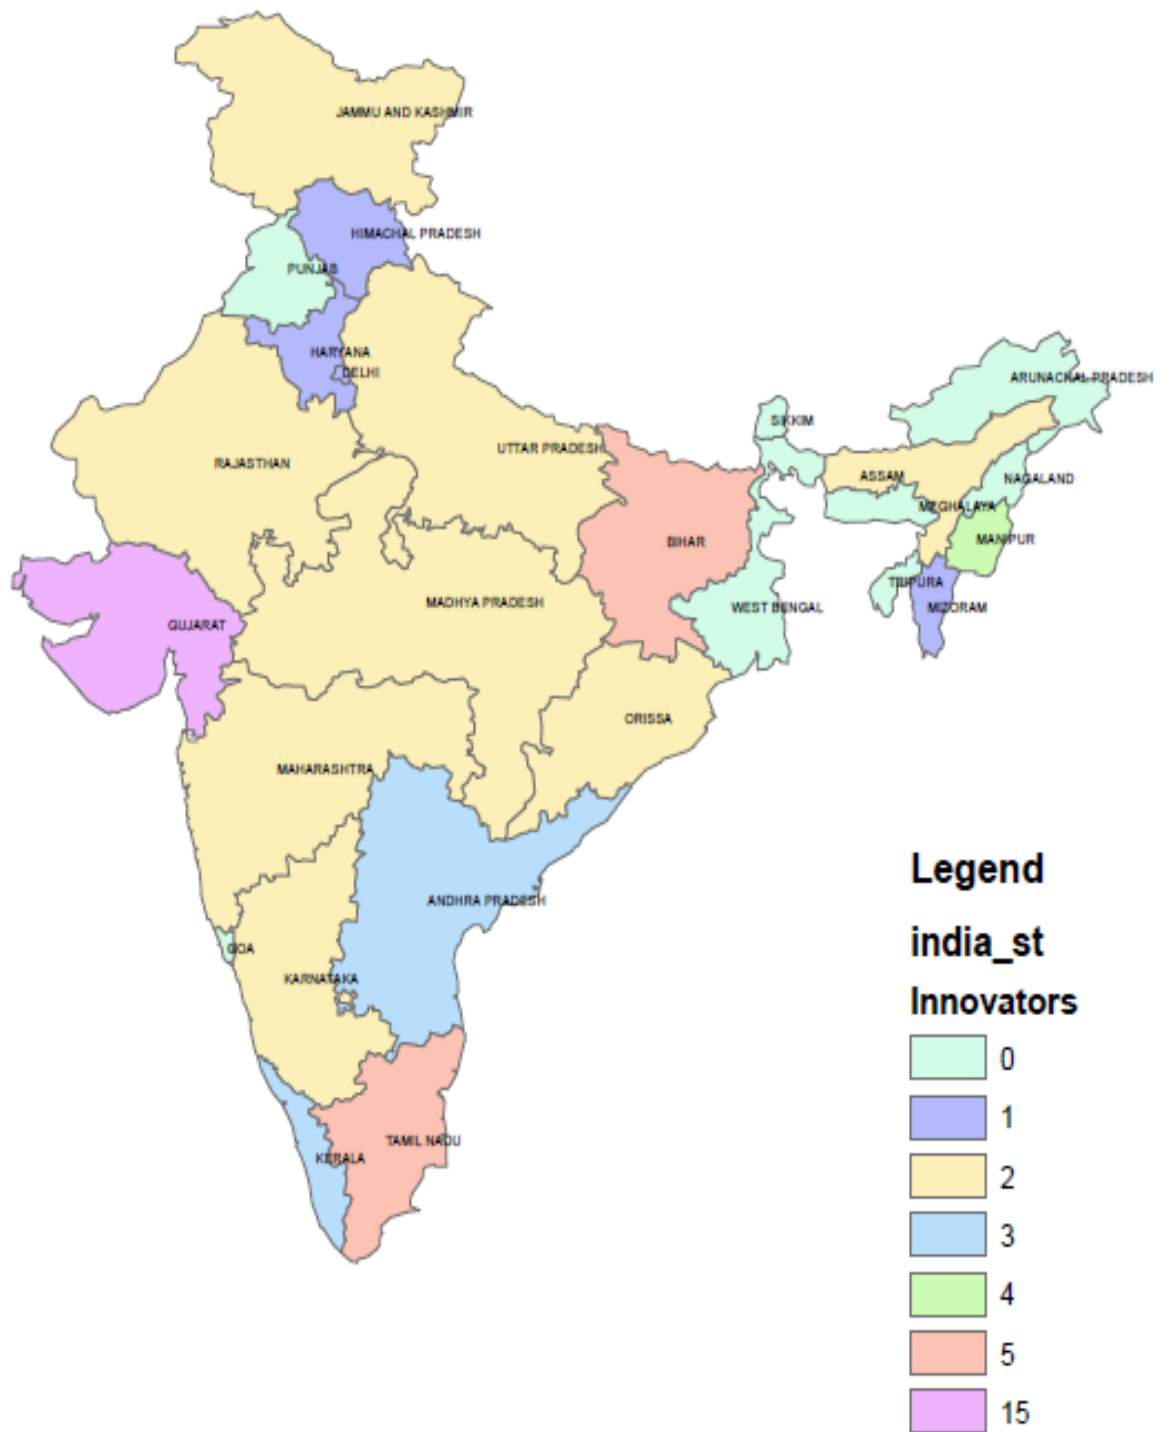 JAMMU AND KASHMIR
HIMACHAL PRADESH
PUNJAB
HARYANA
DELHI
ARUNACHAL PRADESH
SIKKIM
UTTAR PRADESH
RAJASTHAN
ASSAM
NAGALAND
MEGHALAYA
BIHAR
MANIPUR
TRIPURA
MADHYA PRADESH
WEST BENGAL
MIZORAM
GUJARAT
ORISSA
MAHARASHTRA
ANDHRA PRADESH
GOA
KARNATAKA
TAMIL NADU
KERALA
Legend
india_st
Innovators
0
1
2
3
4
5
15